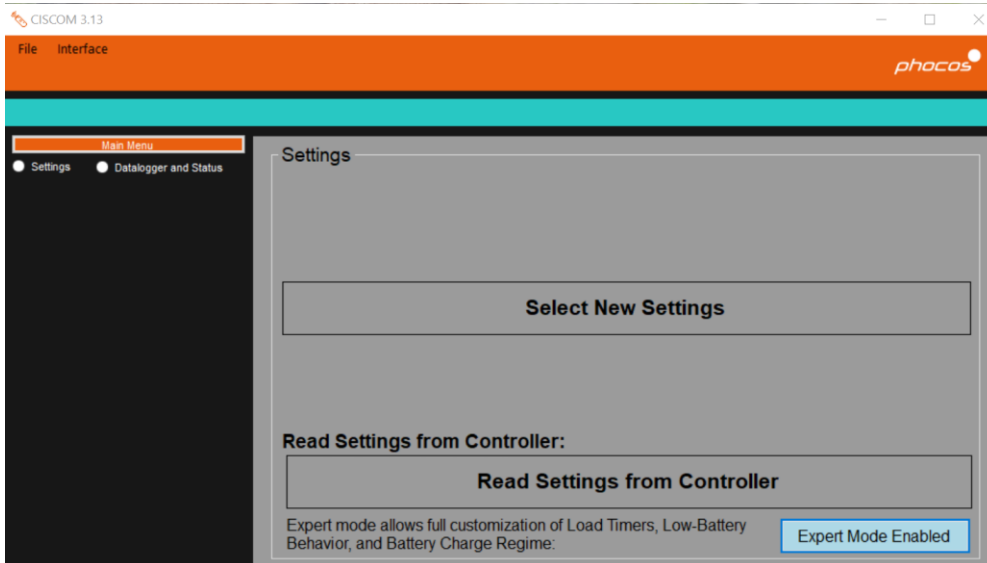 CISCOM 3.13
File Interface
phocos
Main Menu
Settings Datalogger and Status
Settings
Select New Settings
Read Settings from Controller:
Read Settings from Controller
Expert mode allows full customization of Load Timers, Low-Battery
Behavior, and Battery Charge Regime:
Expert Mode Enabled